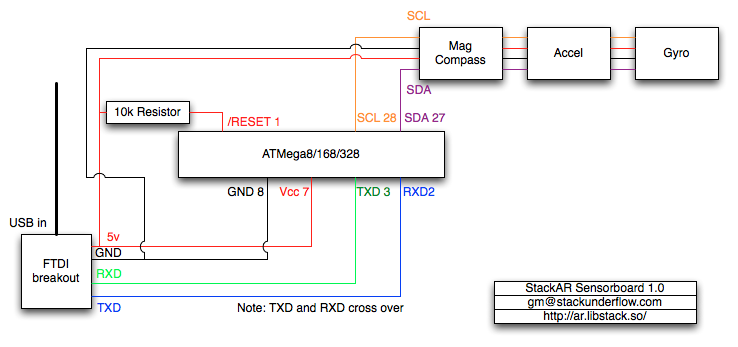 SCL
Mag
Compass
Accel
Gyro
SDA
10k Resistor
/RESET 1
SCL 28
SDA 27
ATMega8/168/328
GND 8
Vcc 7
TXD 3
RXD2
USB in
5v
GND
FTDI
breakout
RXD
TXD
Note: TXD and RXD cross over
StackAR Sensorboard 1.0
gm@stackunderflow.com
http://ar.libstack.so/